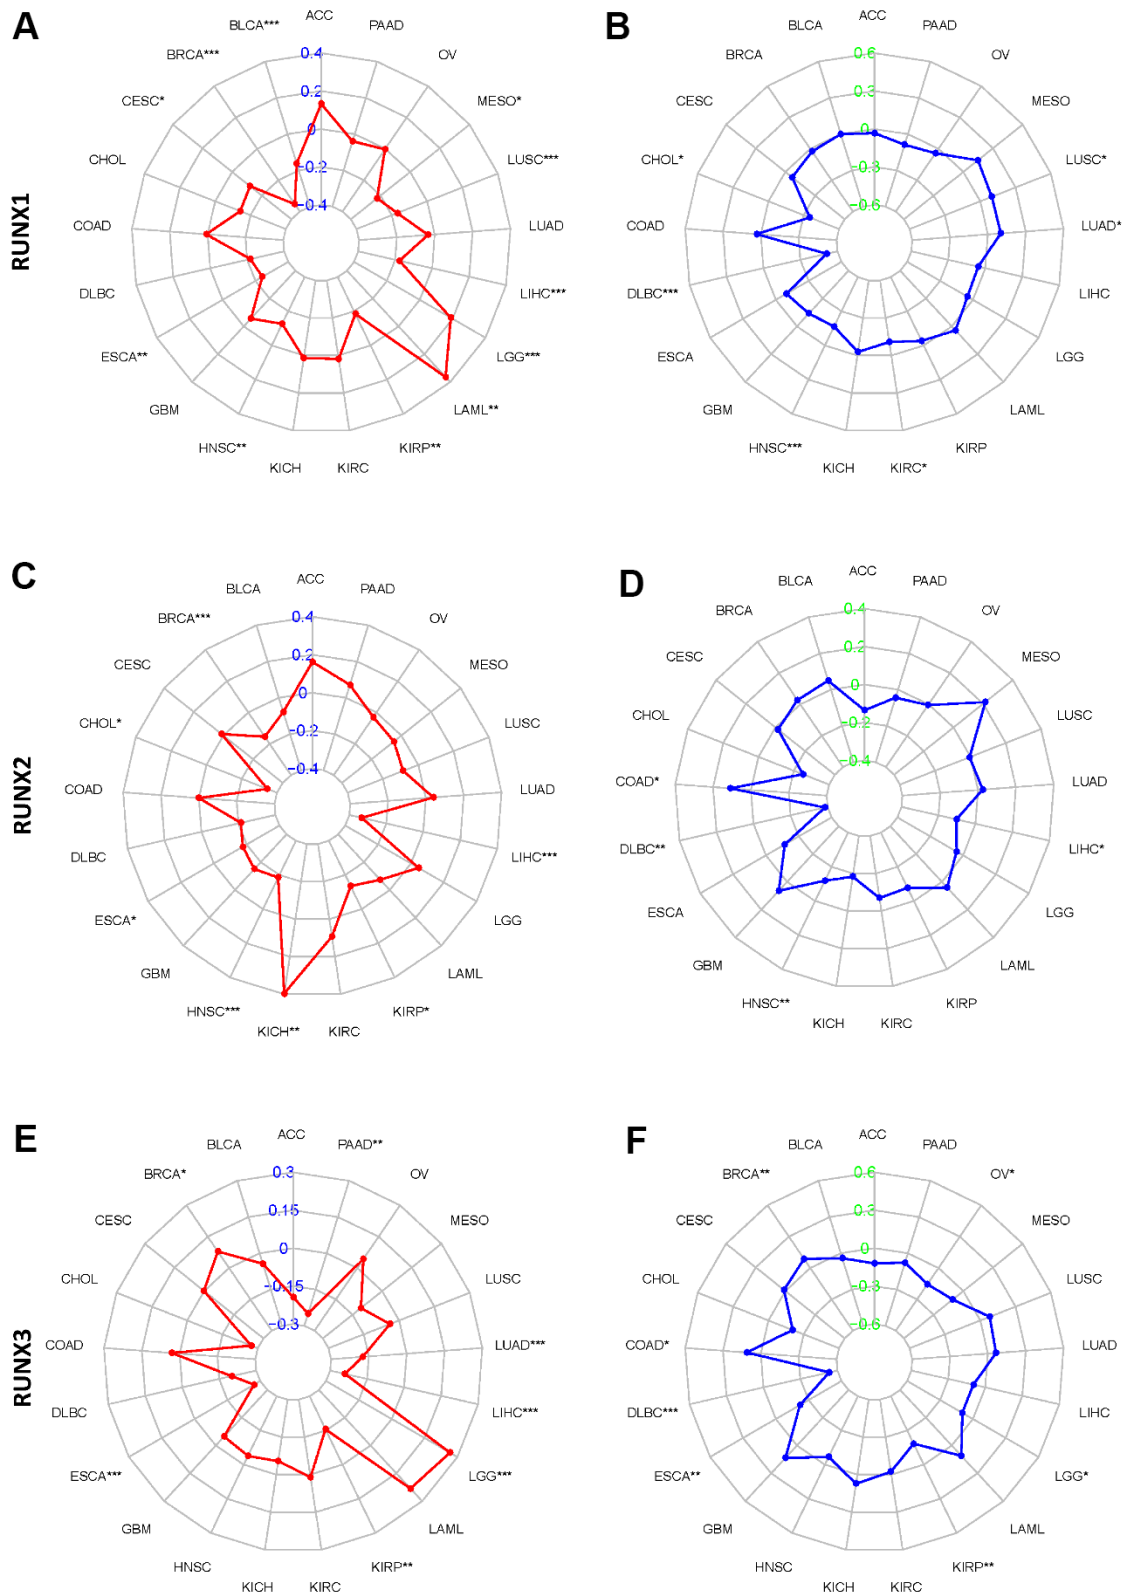 A
BLCA***
ACC
PAAD
BRCA***
OV
CESC*
MESO*
CHOL
LUSC***
COAD
LUAD
DLBC
LIHC***
ESCA**
LGG***
GBM
LAML**
HNSC**
KIRP**
KICH
KIRC
0.4
0.2
0
-0.2
-0.4
RUNX1
B
BLCA
ACC
PAAD
BRCA
OV
CESC
MESO
CHOL*
LUSC*
COAD
LUAD*
DLBC***
LIHC
ESCA
LGG
GBM
LAML
HNSC***
KIRP
KICH
KIRC*
0.6
0.3
0
-0.3
-0.6
C
BLCA
ACC
PAAD
BRCA***
OV
CESC
MESO
CHOL*
LUSC
COAD
LUAD
DLBC
LIHC***
ESCA*
LGG
GBM
LAML
HNSC***
KIRP*
KICH**
KIRC
0.4
0.2
0
-0.2
-0.4
RUNX2
D
BLCA
ACC
PAAD
BRCA
OV
CESC
MESO
CHOL
LUSC
COAD*
LUAD
DLBC**
LIHC*
ESCA
LGG
GBM
LAML
HNSC**
KIRP
KICH
KIRC
0.4
0.2
0
-0.2
-0.4
E
BLCA
ACC
PAAD**
BRCA*
OV
CESC
MESO
CHOL
LUSC
COAD
LUAD***
DLBC
LIHC***
ESCA***
LGG***
GBM
LAML
HNSC
KIRP**
KICH
KIRC
0.3
0.15
0
-0.15
-0.3
RUNX3
F
BLCA
ACC
PAAD
BRCA**
OV*
CESC
MESO
CHOL
LUSC
COAD*
LUAD
DLBC***
LIHC
ESCA**
LGG*
GBM
LAML
HNSC
KIRP**
KICH
KIRC
0.6
0.3
0
-0.3
-0.6